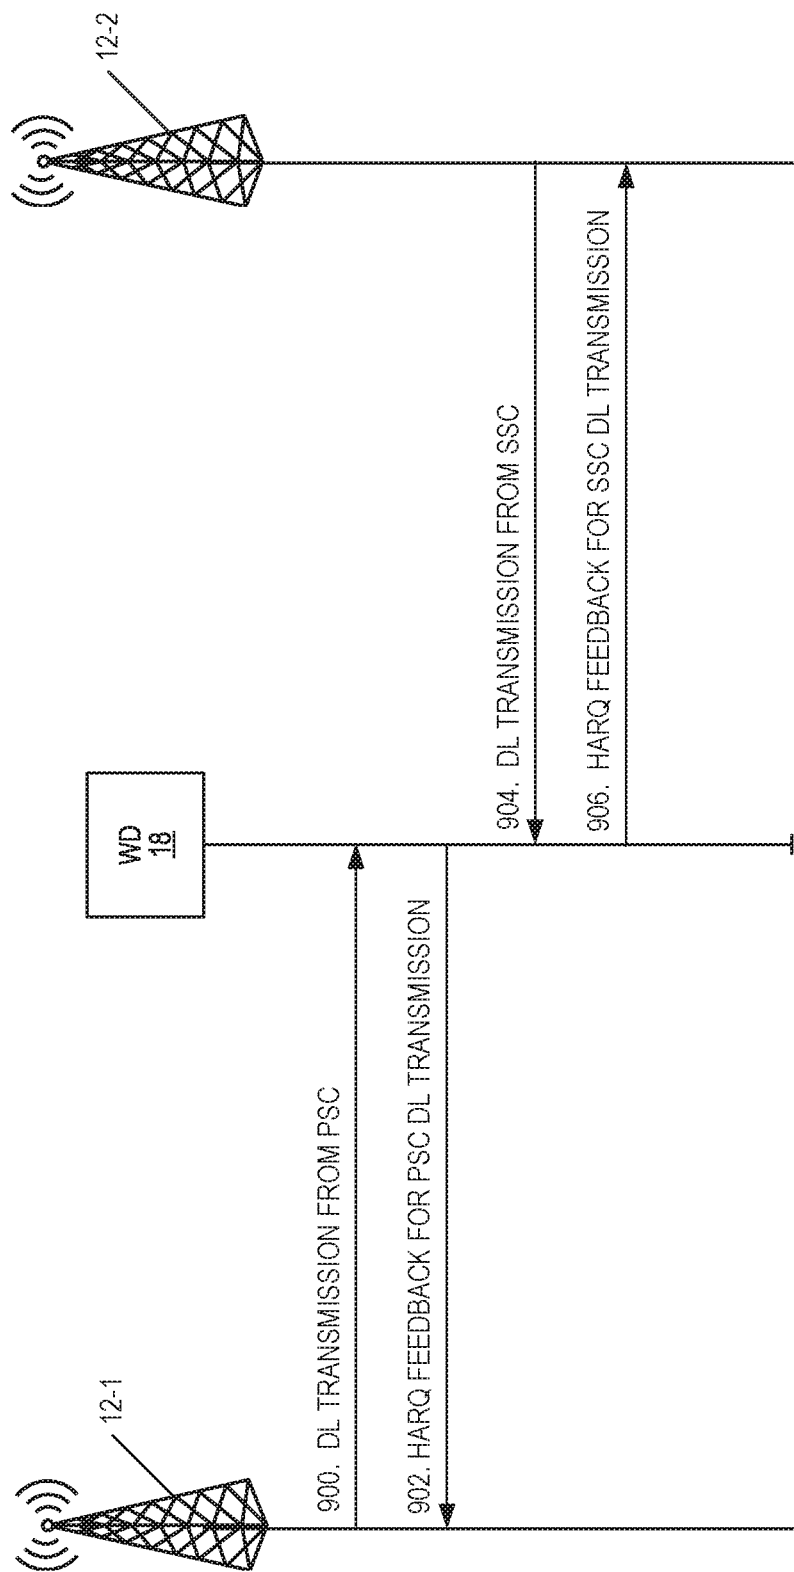 12-1
WD
18
12-2
900. DL TRANSMISSION FROM PSC
902. HARQ FEEDBACK FOR PSC DL TRANSMISSION
904. DL TRANSMISSION FROM SSC
906. HARQ FEEDBACK FOR SSC DL TRANSMISSION